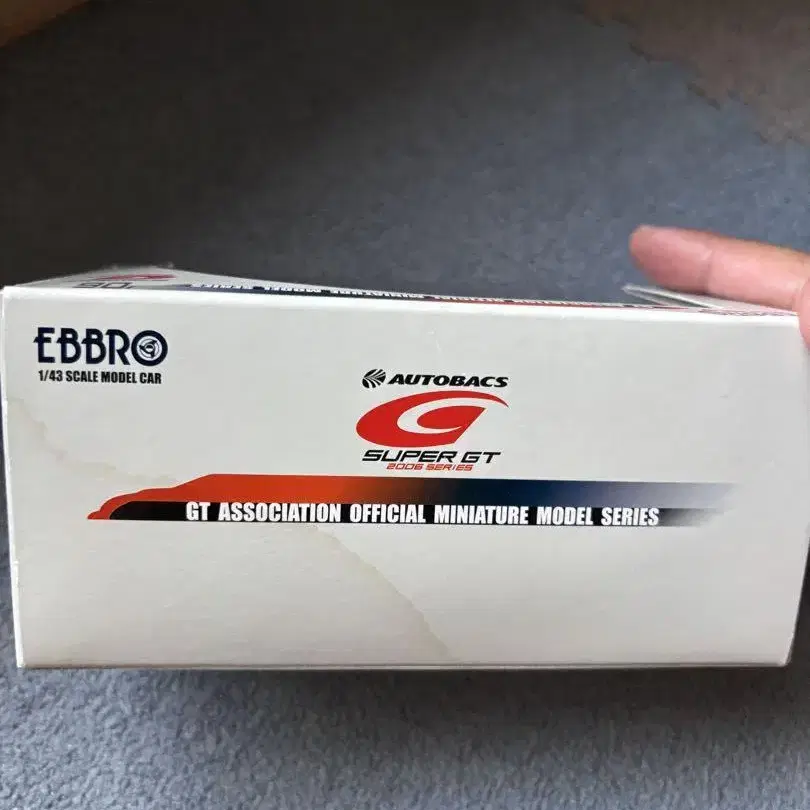 EBBRO
1/43 SCALE MODEL CAR
AUTOBACS
SUPER GT
2006 SERIES
GT ASSOCIATION OFFICIAL MINIATURE MODEL SERIES